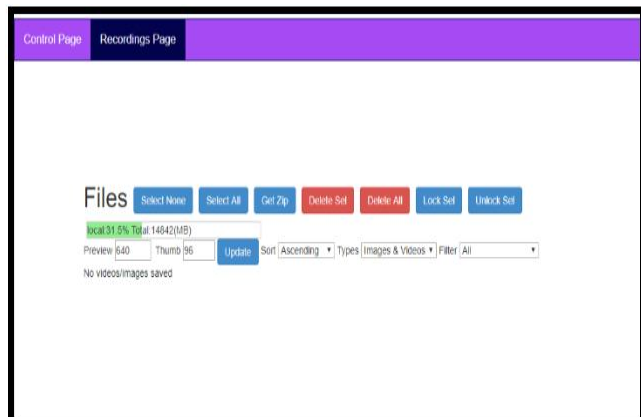 Control Page Recordings Page
Files Select None Select All Get Zip Delete Sel Delete All Lock Sel Unlock Sel
local:31.5% Total:14842(MB)
Preview 640 Thumb 96 Update Sort Ascending Types Images & Videos Filter All
No videos/images saved